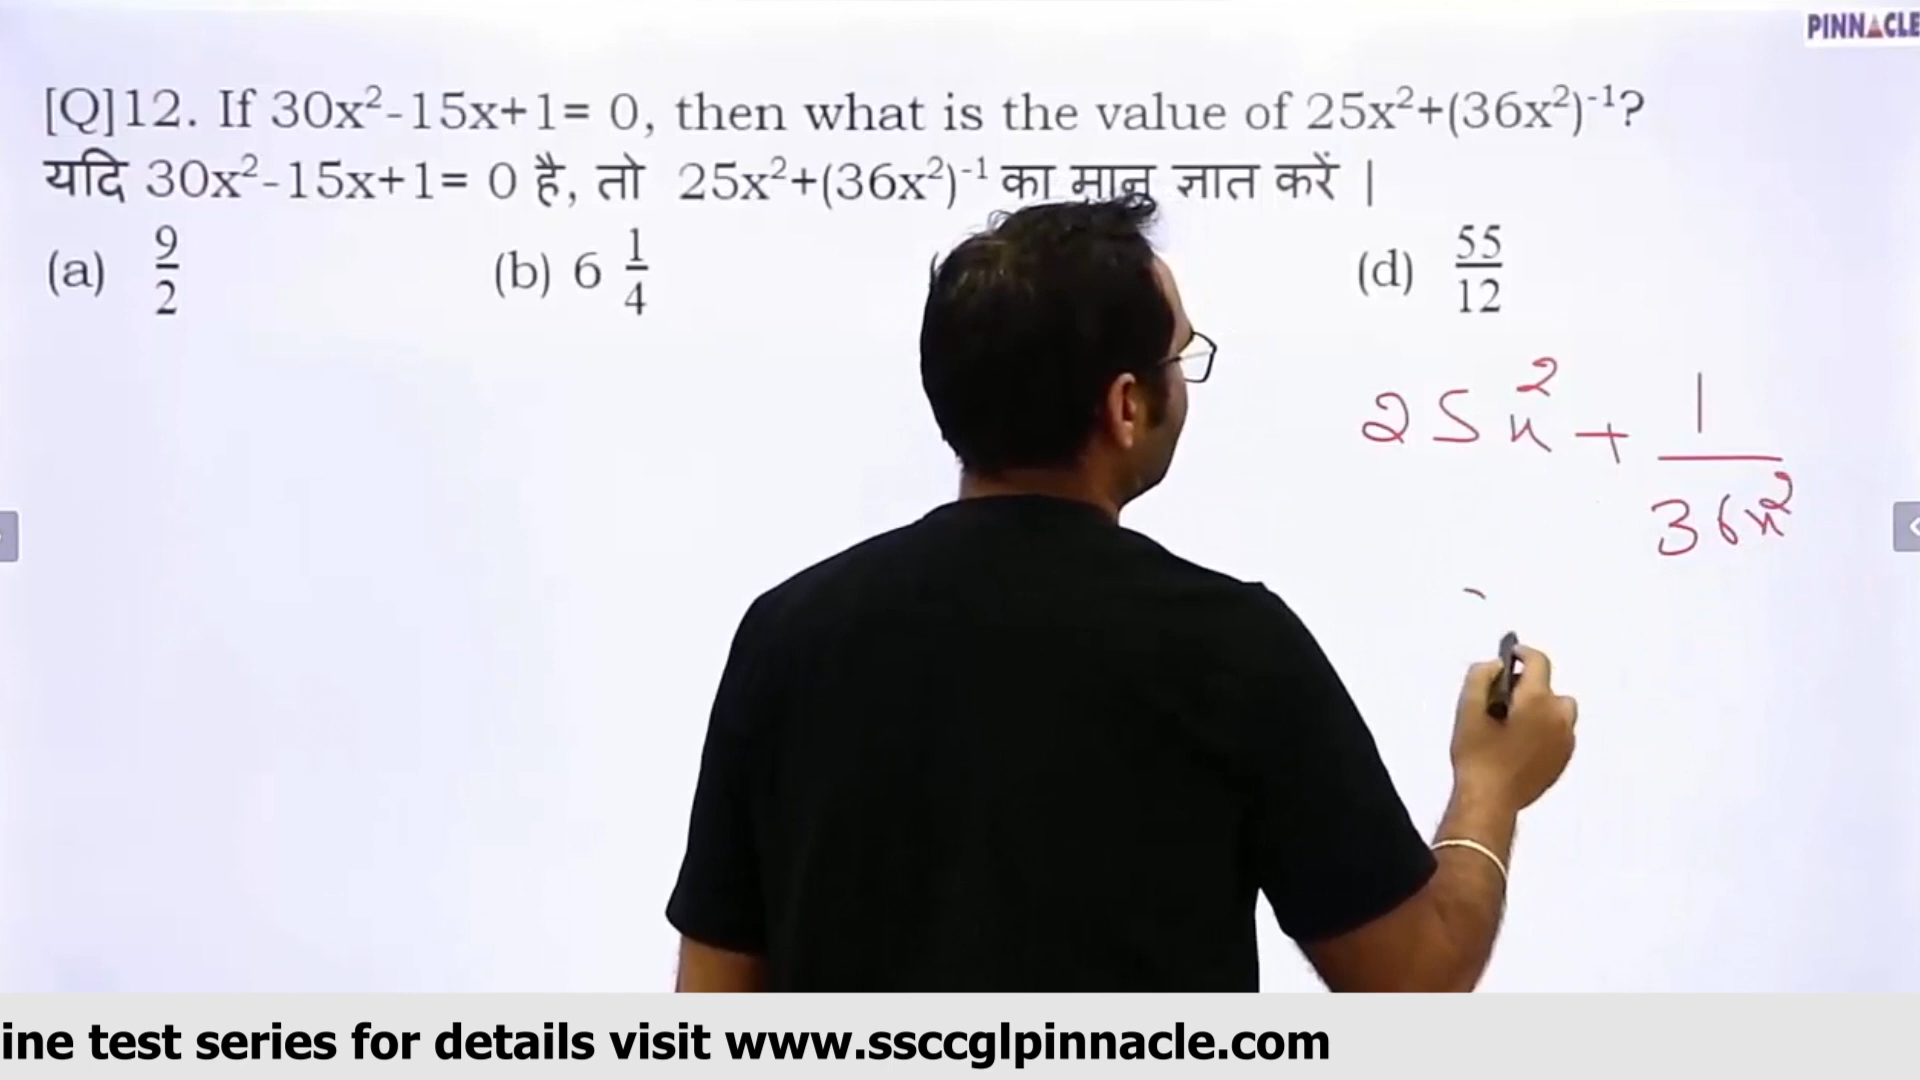 PINNACLE
[Q]12. If 30x²-15x+1= 0, then what is the value of 25x²+(36x²)⁻¹?
यदि 30x²-15x+1= 0 है, तो 25x²+(36x²)⁻¹ का मान ज्ञात करें |
(a) 9/2 (b) 6 1/4 (d) 55/12
25x² + 1/36x²
ine test series for details visit www.ssccglpinnacle.com